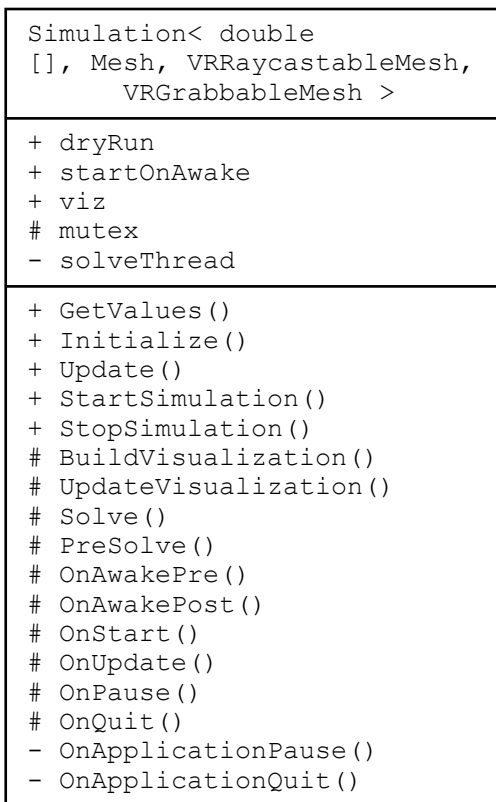 Simulation< double
[], Mesh, VRRaycastableMesh,
VRGrabbableMesh >
+ dryRun
+ startOnAwake
+ viz
# mutex
- solveThread
+ GetValues()
+ Initialize()
+ Update()
+ StartSimulation()
+ StopSimulation()
# BuildVisualization()
# UpdateVisualization()
# Solve()
# PreSolve()
# OnAwakePre()
# OnAwakePost()
# OnStart()
# OnUpdate()
# OnPause()
# OnQuit()
- OnApplicationPause()
- OnApplicationQuit()